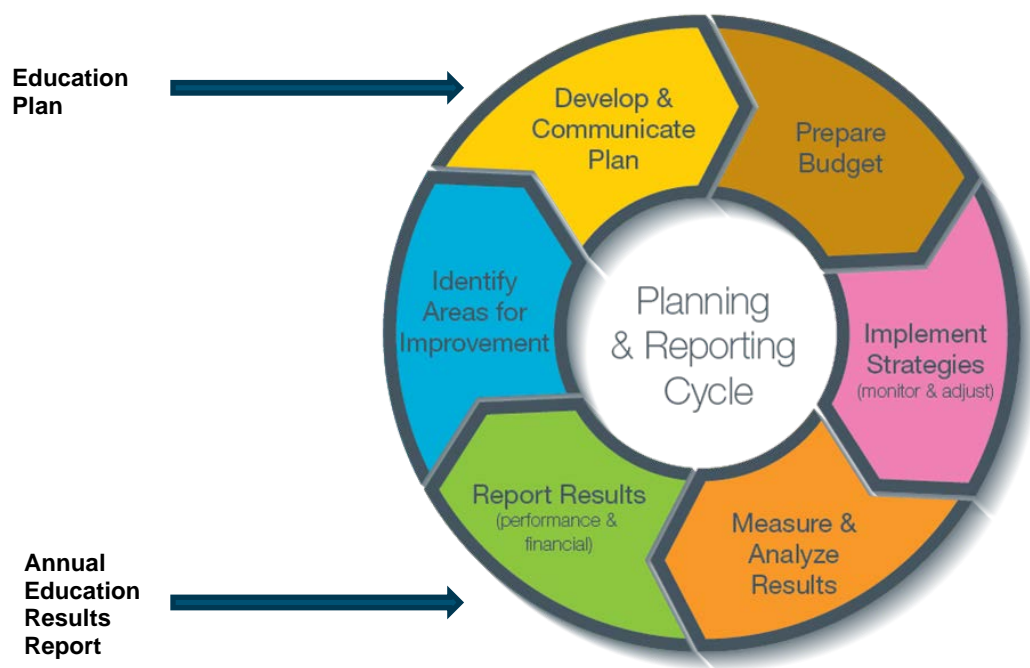 Education
Plan
Develop &
Communicate
Plan
Prepare
Budget
Identify
Areas for
Improvement
Planning
& Reporting
Cycle
Implement
Strategies
(monitor & adjust)
Report Results
(performance &
financial)
Measure &
Analyze
Results
Annual
Education
Results
Report